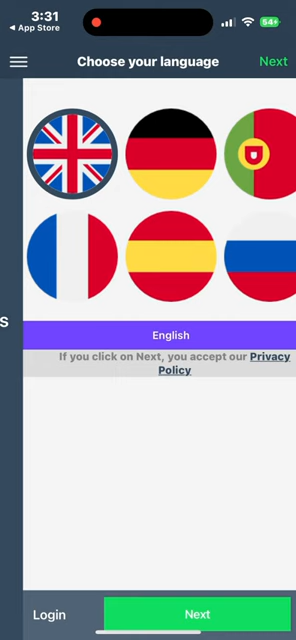 3:31
64+
◀ App Store
Choose your language
Next
S
English
If you click on Next, you accept our Privacy
Policy
Login
Next